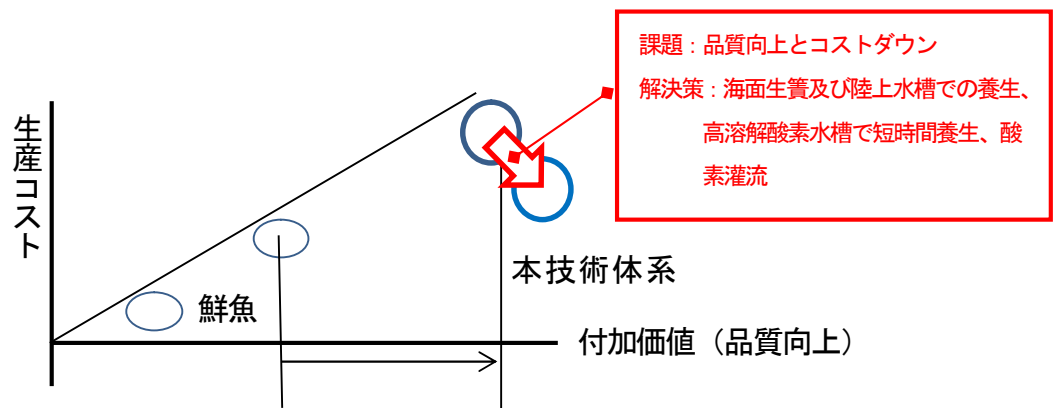 課題：品質向上とコストダウン
解決策：海面生簀及び陸上水槽での養生、
高溶解酸素水槽で短時間養生、酸
素灌流
生産コスト
本技術体系
鮮魚
付加価値（品質向上）